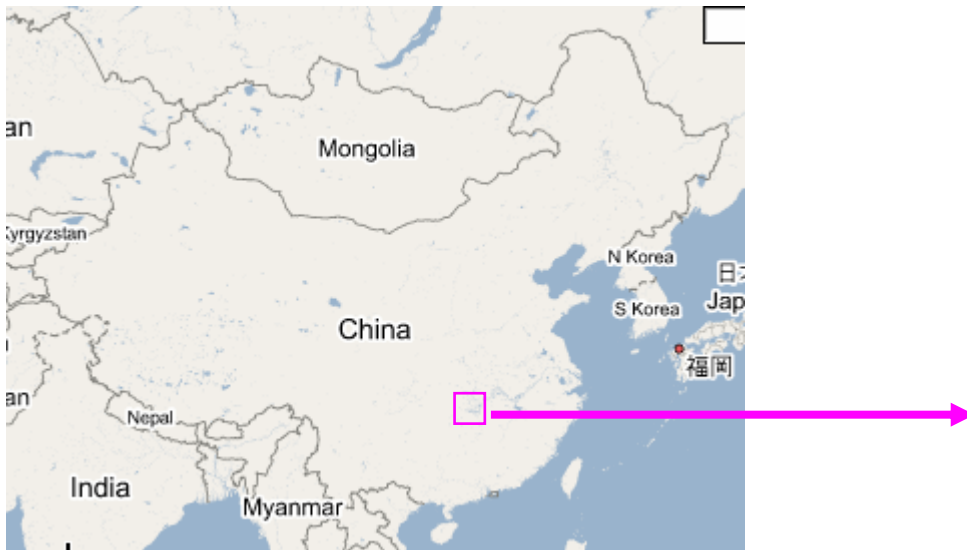 Mongolia
an
Kyrgyzstan
N Korea
日
S Korea
Jap
China
福岡
an
Nepal
India
Myanmar